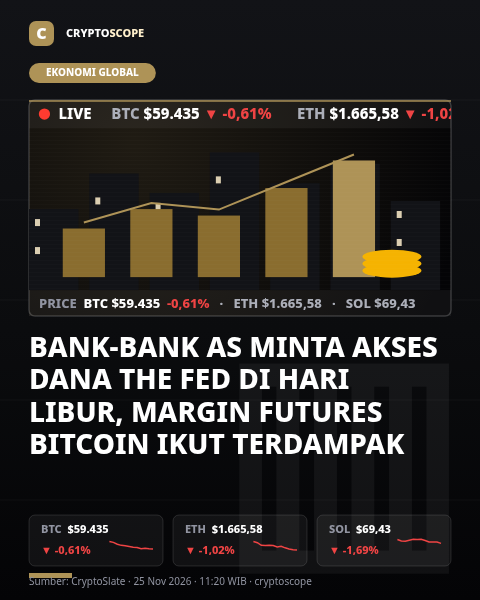 C CRYPTOSCOPE
EKONOMI GLOBAL
LIVE BTC $59.435 ▼ -0,61% ETH $1.665,58 ▼ -1,02
PRICE BTC $59.435 -0,61% · ETH $1.665,58 · SOL $69,43
BANK-BANK AS MINTA AKSES
DANA THE FED DI HARI
LIBUR, MARGIN FUTURES
BITCOIN IKUT TERDAMPAK
BTC $59.435 ETH $1.665,58 SOL $69,43
▼ -0,61% ▼ -1,02% ▼ -1,69%
Sumber: CryptoSlate · 25 Nov 2026 · 11:20 WIB · cryptoscope